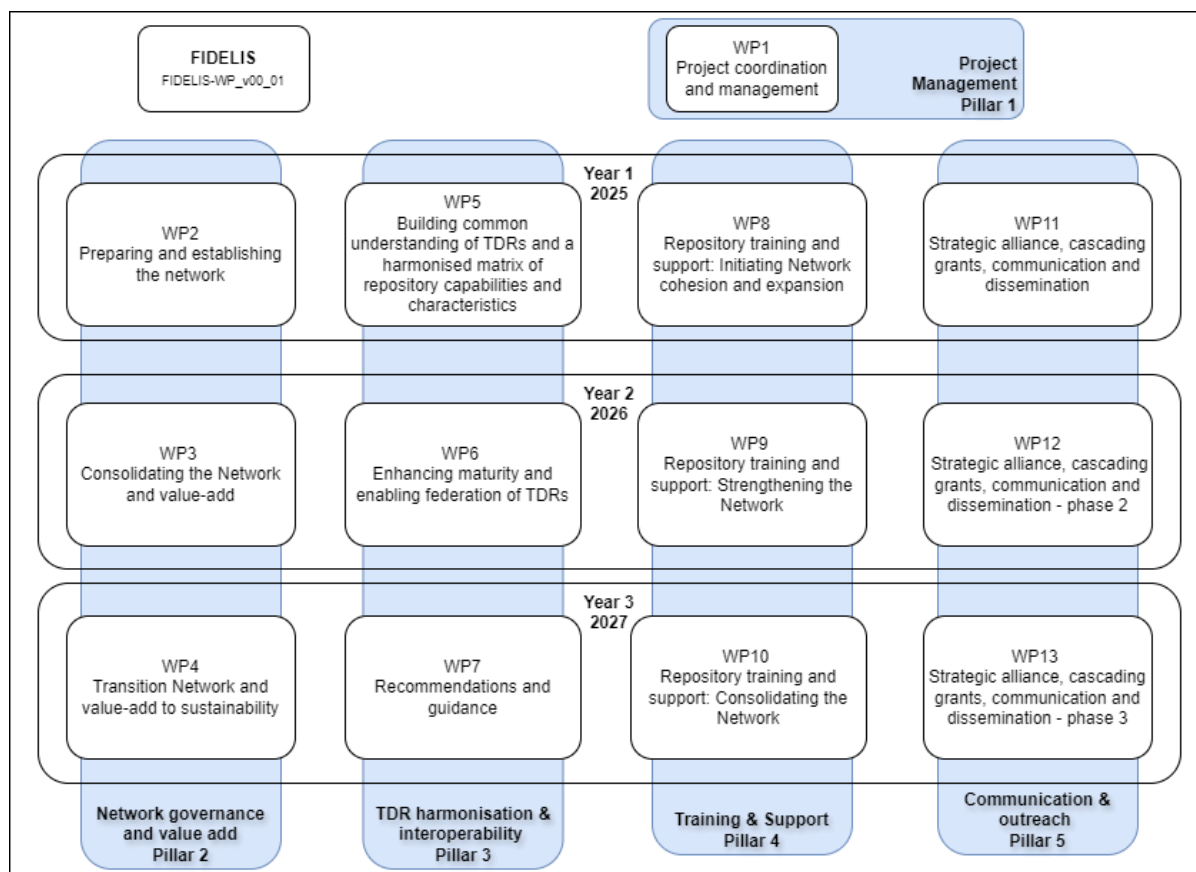 FIDELIS
FIDELIS-WP_v00_01
WP1
Project coordination
and management
Project
Management
Pillar 1
Year 1
2025
WP2
Preparing and establishing
the network
WP5
Building common
understanding of TDRs and a
harmonised matrix of
repository capabilities and
characteristics
WP8
Repository training and
support: Initiating Network
cohesion and expansion
WP11
Strategic alliance, cascading
grants, communication and
dissemination
Year 2
2026
WP3
Consolidating the Network
and value-add
WP6
Enhancing maturity and
enabling federation of TDRs
WP9
Repository training and
support: Strengthening the
Network
WP12
Strategic alliance, cascading
grants, communication and
dissemination - phase 2
Year 3
2027
WP4
Transition Network and
value-add to sustainability
WP7
Recommendations and
guidance
WP10
Repository training and
support: Consolidating the
Network
WP13
Strategic alliance, cascading
grants, communication and
dissemination - phase 3
Network governance
and value add
Pillar 2
TDR harmonisation &
interoperability
Pillar 3
Training & Support
Pillar 4
Communication &
outreach
Pillar 5